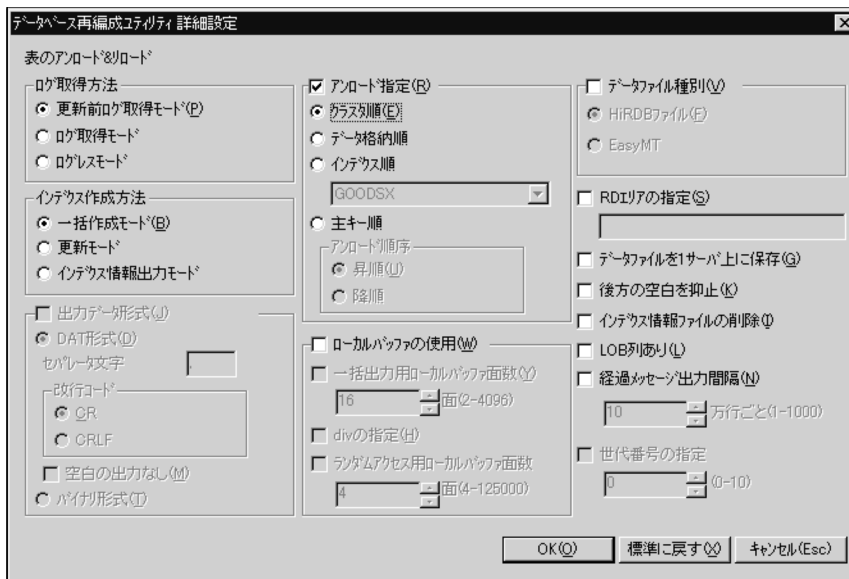 データベース再編成ユティリティ 詳細設定
表のアンロード&リロード
ログ取得方法
更新前ログ取得モード(P)
ログ取得モード
ログレスモード
インデクス作成方法
一括作成モード(B)
更新モード
インデクス情報出力モード
出力データ形式(J)
DAT形式(D)
セパレータ文字
改行コード
CR
CRLF
空白の出力なし(M)
バイナリ形式(T)
アンロード指定(R)
クラスタ順(E)
データ格納順
インデクス順
GOODSX
主キー順
アンロード順序
昇順(U)
降順
ローカルバッファの使用(W)
一括出力用ローカルバッファ面数(Y)
16 面(2-4096)
divの指定(H)
ランダムアクセス用ローカルバッファ面数
4 面(4-125000)
データファイル種別(V)
HiRDBファイル(F)
EasyMT
RDエリアの指定(S)
データファイルを1サーバ上に保存(G)
後方の空白を抑止(K)
インデクス情報ファイルの削除(I)
LOB列あり(L)
経過メッセージ出力間隔(N)
10 万行ごと(1-1000)
世代番号の指定
0 (0-10)
OK(O) 標準に戻す(X) キャンセル(Esc)